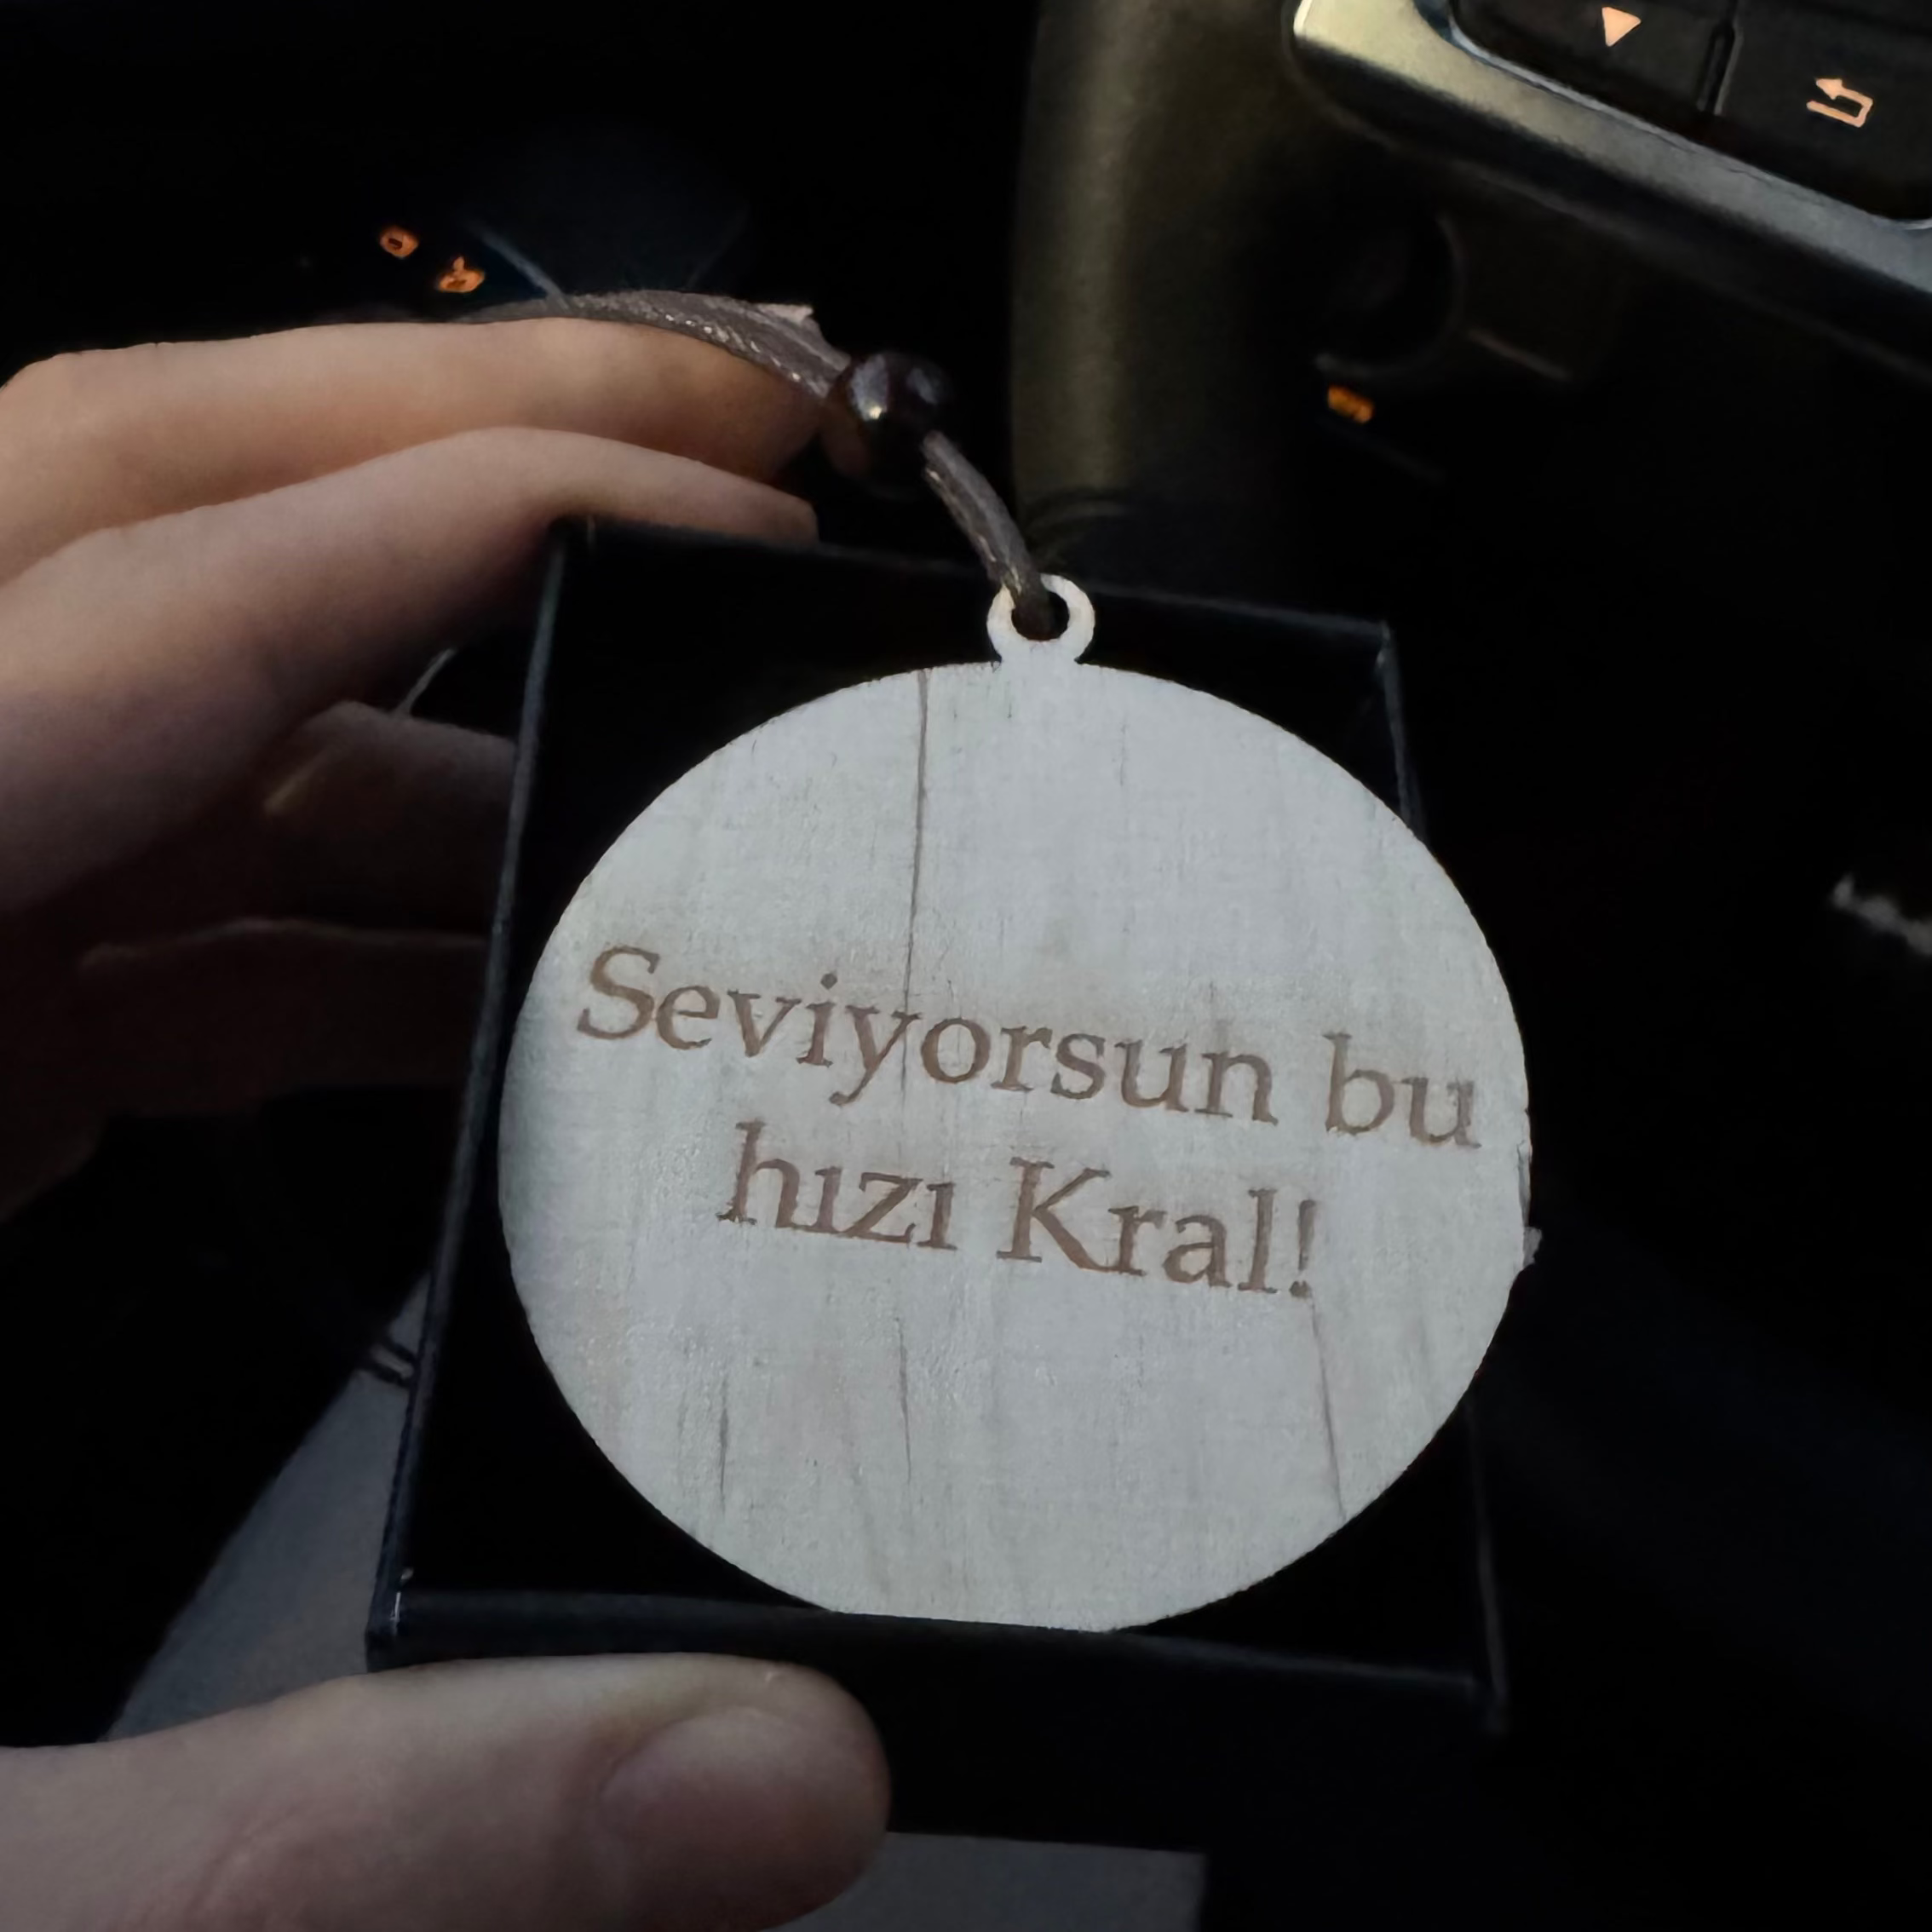 Seviyorsun bu
hızı Kral!